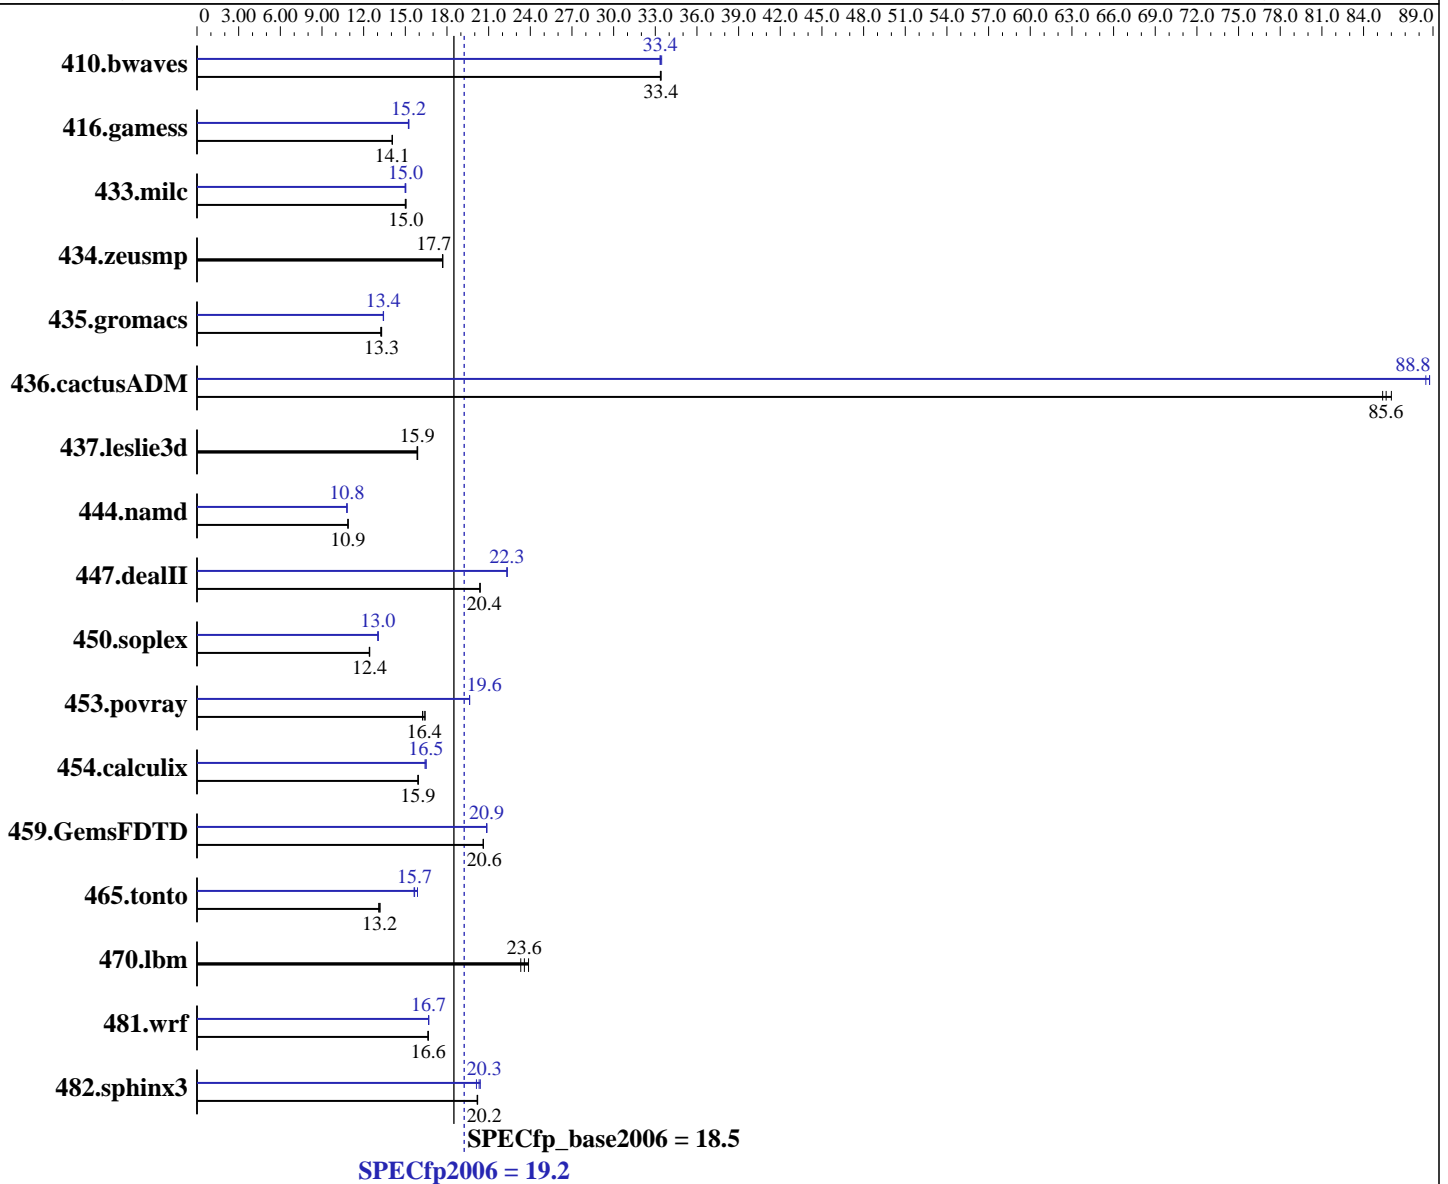 0 3.00 6.00 9.00 12.0 15.0 18.0 21.0 24.0 27.0 30.0 33.0 36.0 39.0 42.0 45.0 48.0 51.0 54.0 57.0 60.0 63.0 66.0 69.0 72.0 75.0 78.0 81.0 84.0 89.0
33.4
410.bwaves
33.4
15.2
416.gamess
14.1
15.0
433.milc
15.0
17.7
434.zeusmp
13.4
435.gromacs
13.3
88.8
436.cactusADM
85.6
15.9
437.leslie3d
10.8
444.namd
10.9
22.3
447.dealII
20.4
13.0
450.soplex
12.4
19.6
453.povray
16.4
16.5
454.calculix
15.9
20.9
459.GemsFDTD
20.6
15.7
465.tonto
13.2
23.6
470.lbm
16.7
481.wrf
16.6
20.3
482.sphinx3
20.2
SPECfp_base2006 = 18.5
SPECfp2006 = 19.2